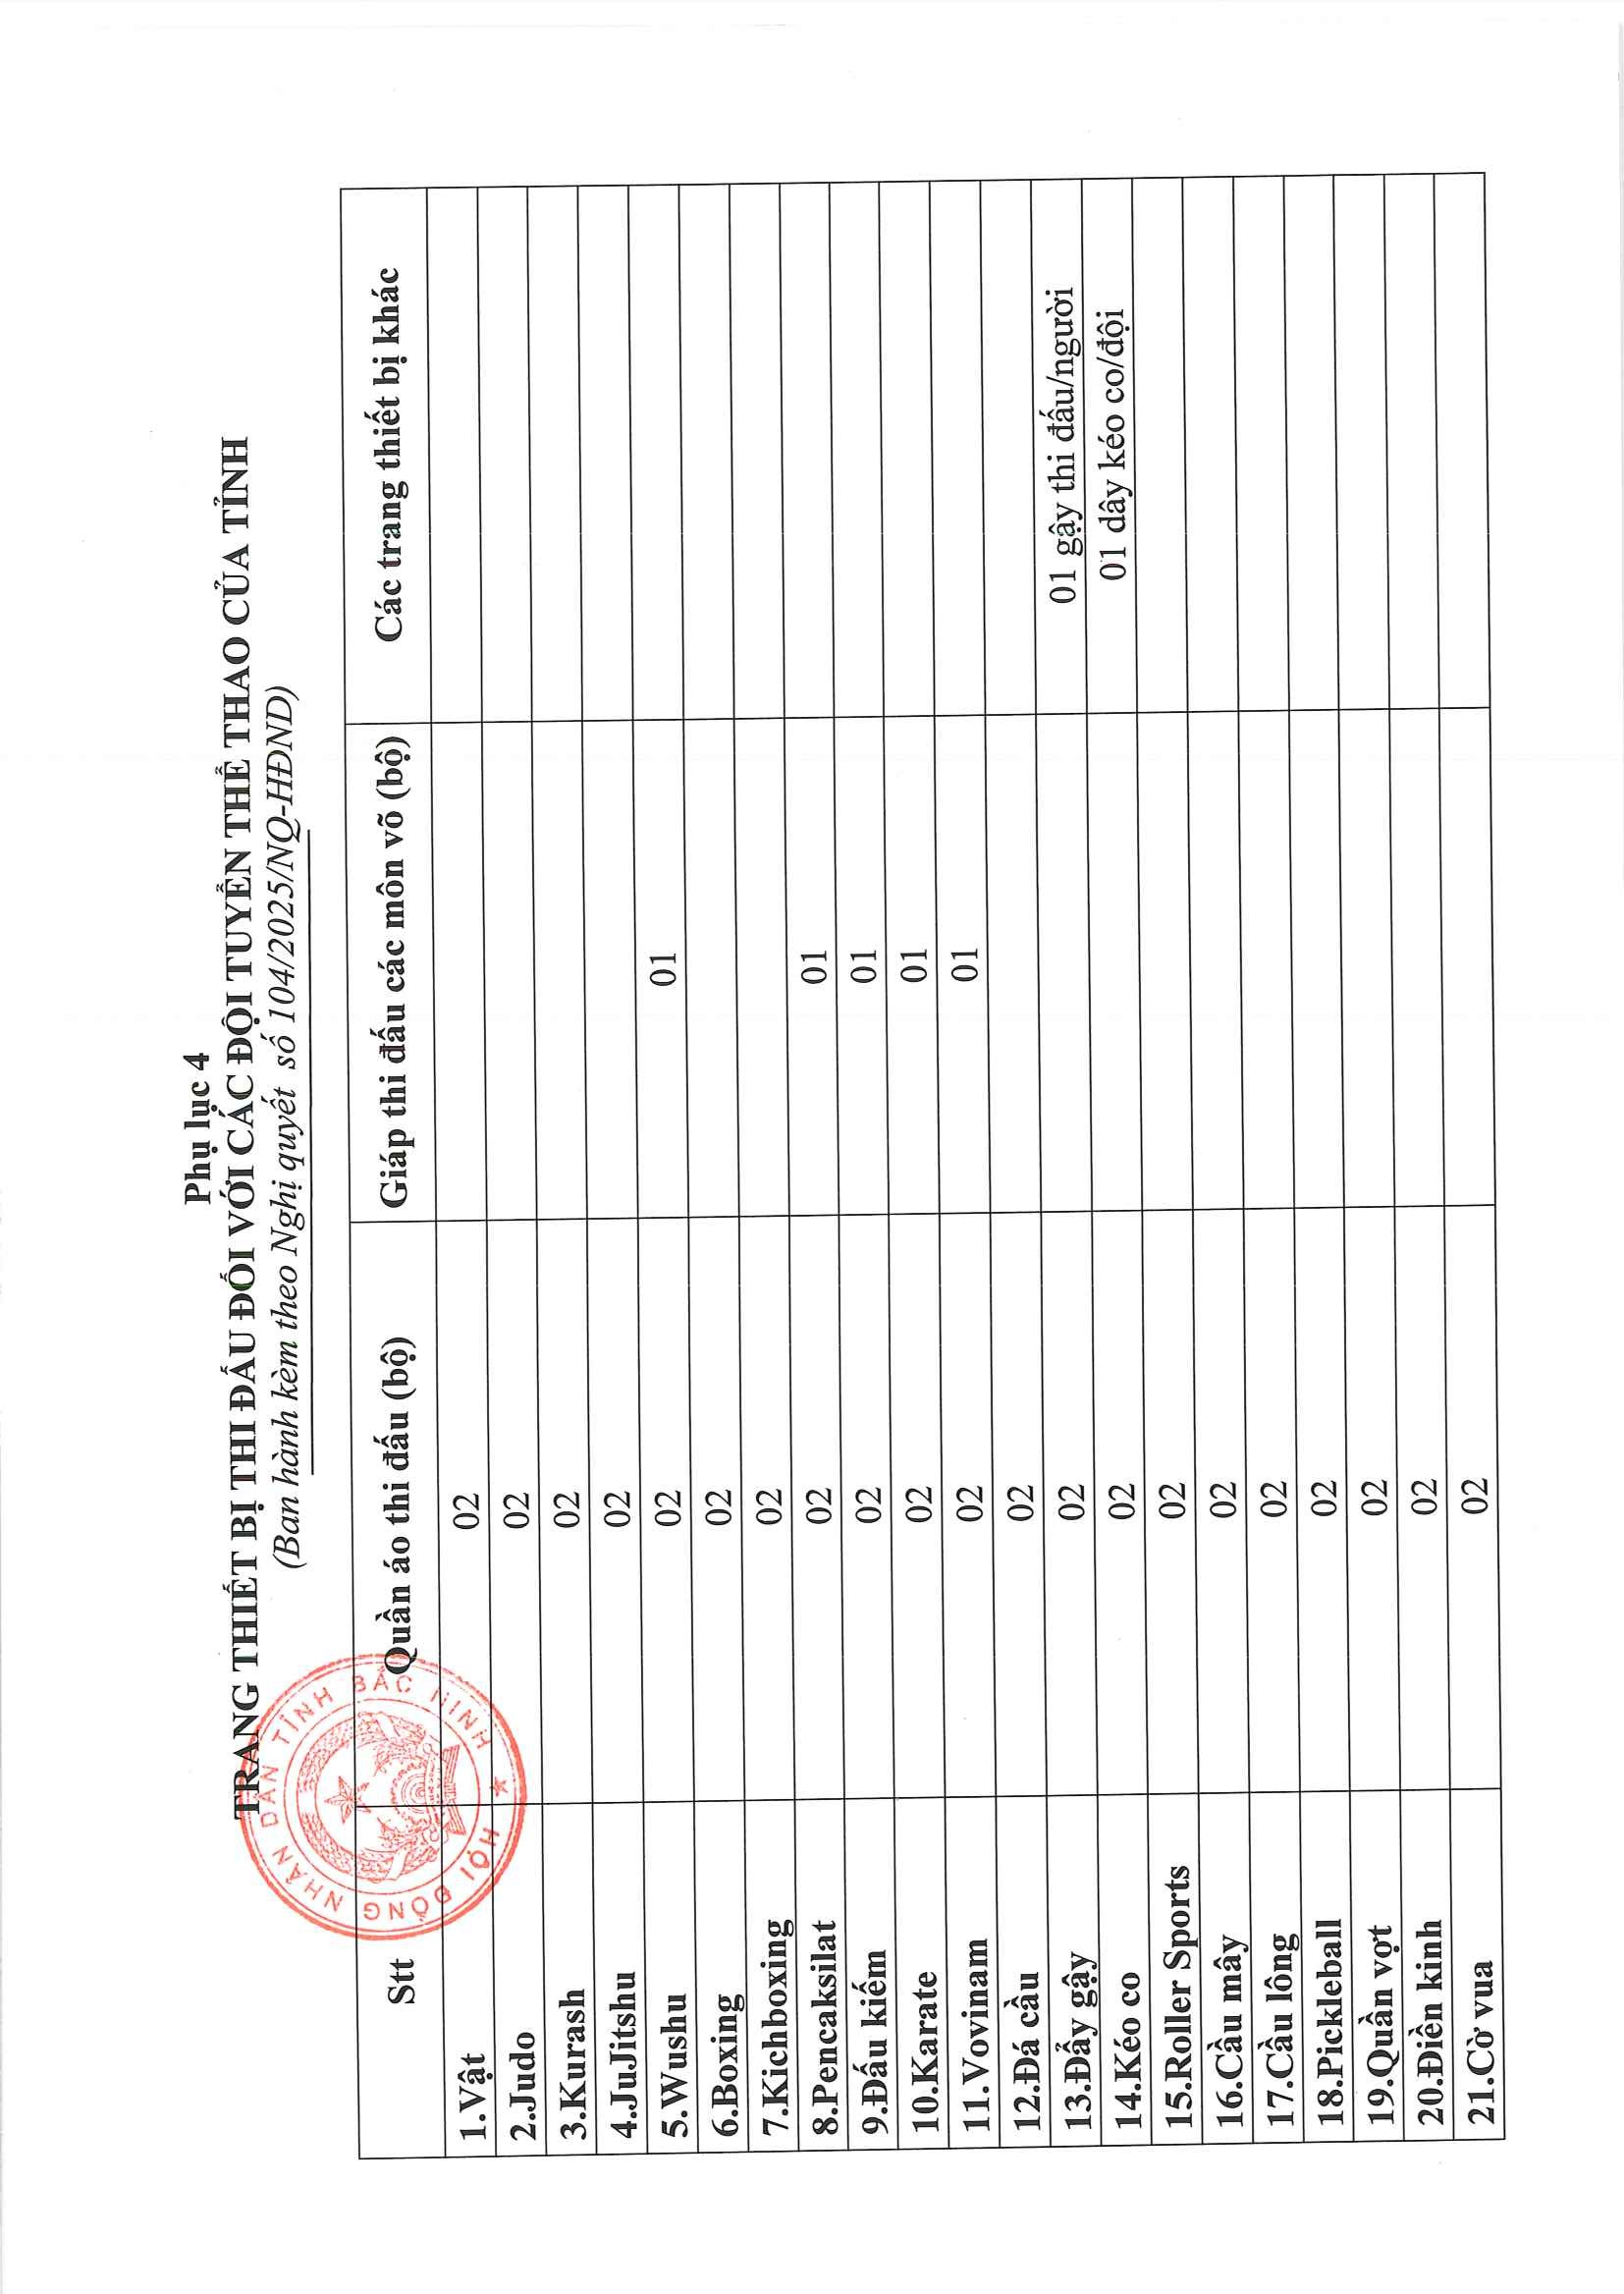 Phụ lục 4
TRANG THIẾT BỊ THI ĐẤU ĐỐI VỚI CÁC ĐỘI TUYỂN THỂ THAO CỦA TỈNH
(Ban hành kèm theo Nghị quyết số 104/2025/NQ-HĐND)
Stt Quần áo thi đấu (bộ) Giáp thi đấu các môn võ (bộ) Các trang thiết bị khác
1.Vật 02
2.Judo 02
3.Kurash 02
4.JuJitshu 02
5.Wushu 02 01
6.Boxing 02
7.Kichboxing 02
8.Pencaksilat 02 01
9.Đấu kiếm 02 01
10.Karate 02 01
11.Vovinam 02 01
12.Đá cầu 02
13.Đẩy gậy 02 01 gậy thi đấu/người
14.Kéo co 02 01 dây kéo co/đội
15.Roller Sports 02
16.Cầu mây 02
17.Cầu lông 02
18.Pickleball 02
19.Quần vợt 02
20.Điền kinh 02
21.Cờ vua 02
HỘI ĐỒNG NHÂN DÂN TỈNH BẮC NINH